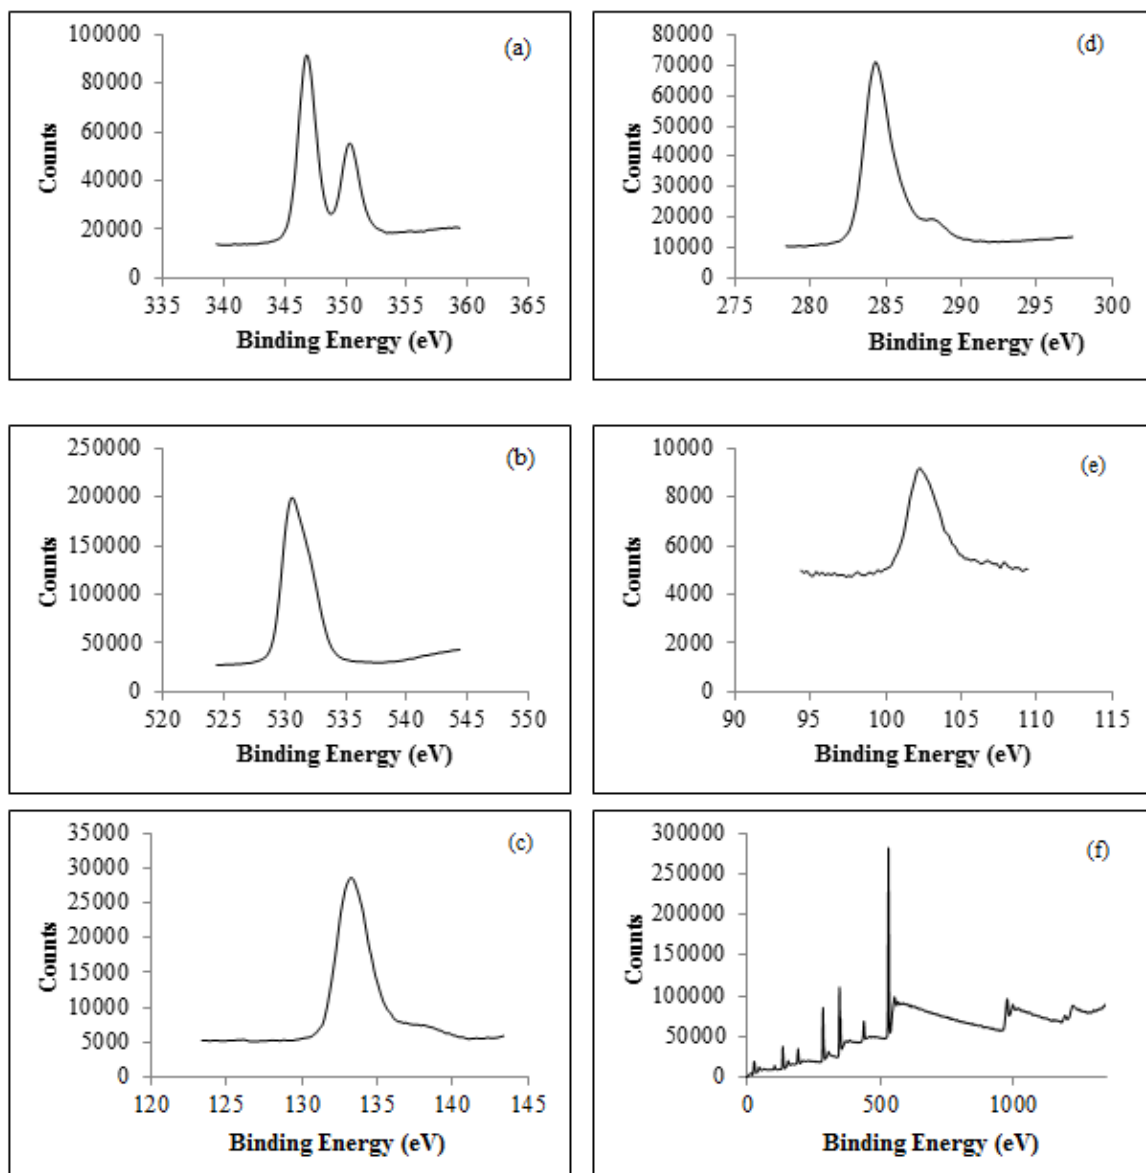 (a)
100000
80000
60000
40000
20000
0
Counts
335 340 345 350 355 360 365
Binding Energy (eV)
(d)
80000
70000
60000
50000
40000
30000
20000
10000
0
Counts
275 280 285 290 295 300
Binding Energy (eV)
(b)
250000
200000
150000
100000
50000
0
Counts
520 525 530 535 540 545 550
Binding Energy (eV)
(e)
10000
8000
6000
4000
2000
0
Counts
90 95 100 105 110 115
Binding Energy (eV)
(c)
35000
30000
25000
20000
15000
10000
5000
0
Counts
120 125 130 135 140 145
Binding Energy (eV)
(f)
300000
250000
200000
150000
100000
50000
0
Counts
0 500 1000
Binding Energy (eV)